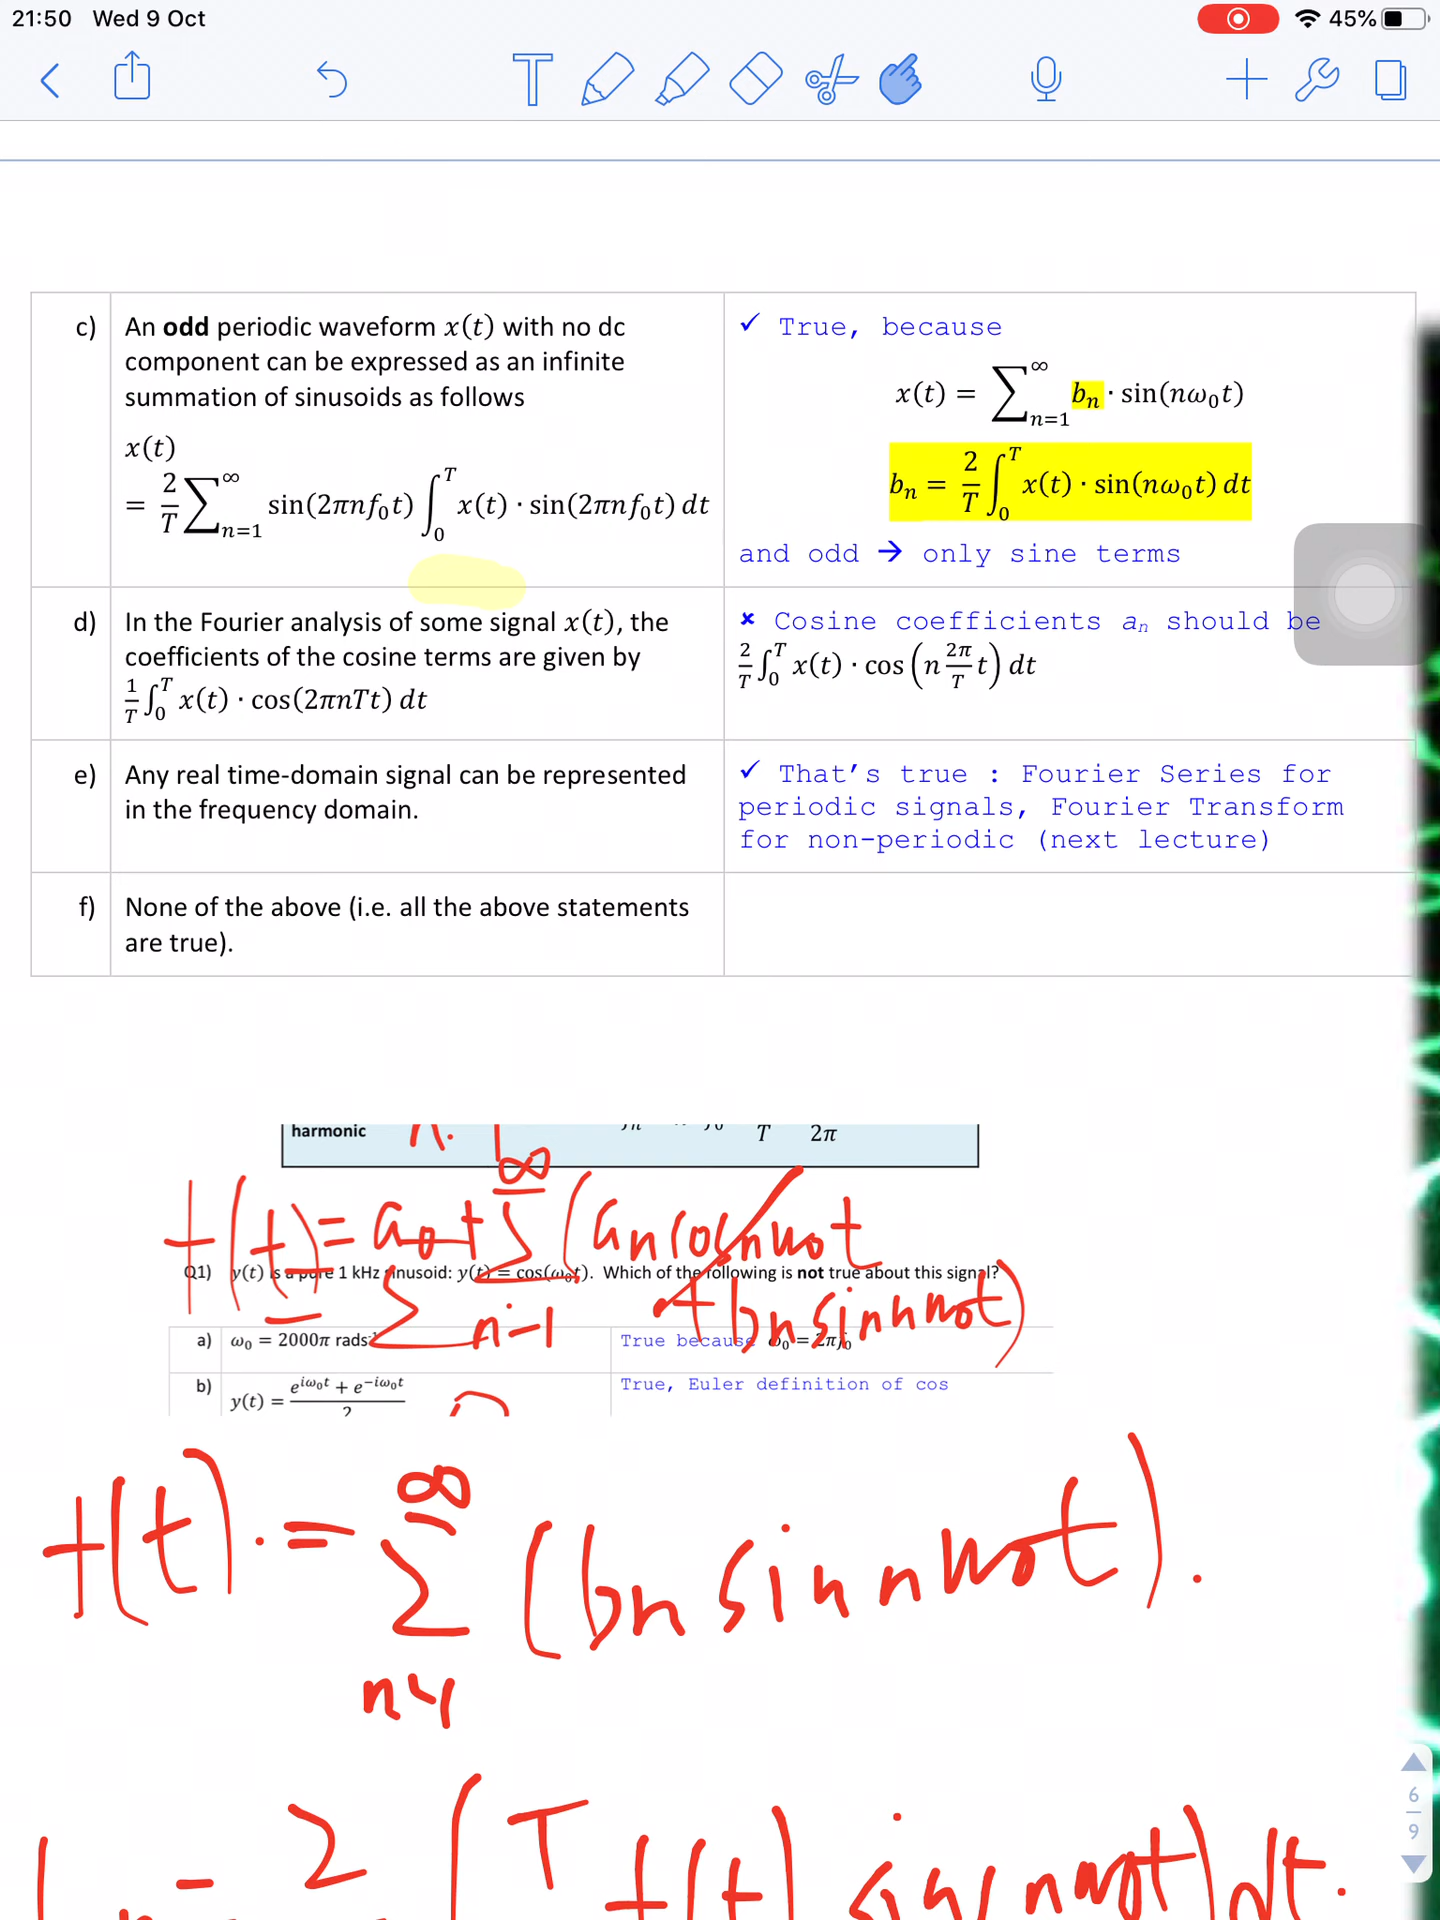 21:50 Wed 9 Oct
45%
T
c) An odd periodic waveform x(t) with no dc
component can be expressed as an infinite
summation of sinusoids as follows
x(t)
= 2/T ∑_{n=1}^{∞} sin(2πnf₀t) ∫₀ᵀ x(t) · sin(2πnf₀t) dt
✓ True, because
x(t) = ∑_{n=1}^{∞} bₙ · sin(nω₀t)
bₙ = 2/T ∫₀ᵀ x(t) · sin(nω₀t) dt
and odd → only sine terms
d) In the Fourier analysis of some signal x(t), the
coefficients of the cosine terms are given by
1/T ∫₀ᵀ x(t) · cos(2πnTt) dt
× Cosine coefficients aₙ should be
2/T ∫₀ᵀ x(t) · cos (n 2π/T t) dt
e) Any real time-domain signal can be represented
in the frequency domain.
✓ That's true : Fourier Series for
periodic signals, Fourier Transform
for non-periodic (next lecture)
f) None of the above (i.e. all the above statements
are true).
harmonic
T 2π
f(t) = a₀ + ∑_{n=1}^{∞} (an cos nω₀t
+ bn sin nω₀t)
Q1) y(t) is a pure 1 kHz sinusoid: y(t) = cos(ω₀t). Which of the following is not true about this signal?
a) ω₀ = 2000π rads⁻¹
True because ω₀ = 2πf₀
b) y(t) = (e^{iω₀t} + e^{−iω₀t})/2
True, Euler definition of cos
f(t) = ∑_{n=1}^{∞} (bn sin nω₀t).
2 ∫ T f(t) sin(nω₀t) dt.
6
9